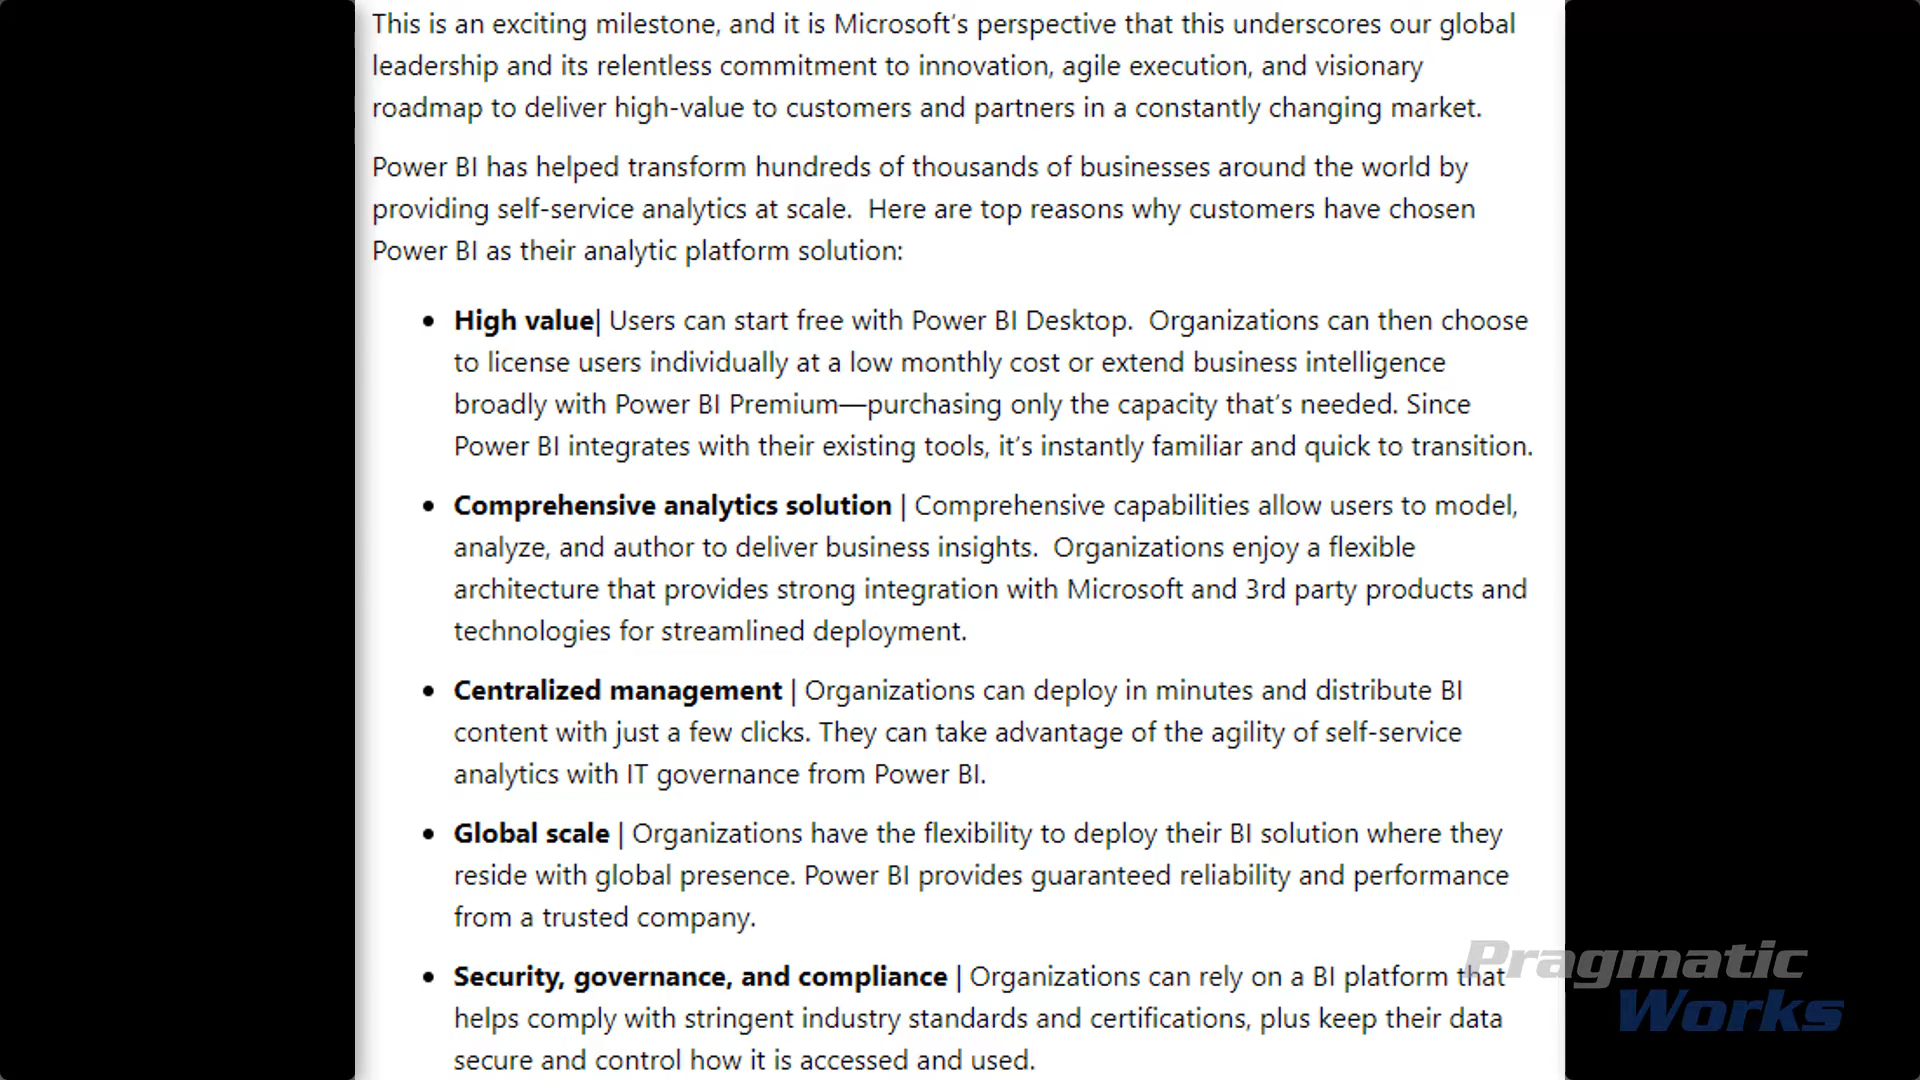 This is an exciting milestone, and it is Microsoft's perspective that this underscores our global
leadership and its relentless commitment to innovation, agile execution, and visionary
roadmap to deliver high-value to customers and partners in a constantly changing market.
Power BI has helped transform hundreds of thousands of businesses around the world by
providing self-service analytics at scale.  Here are top reasons why customers have chosen
Power BI as their analytic platform solution:
• High value| Users can start free with Power BI Desktop.  Organizations can then choose
to license users individually at a low monthly cost or extend business intelligence
broadly with Power BI Premium—purchasing only the capacity that's needed. Since
Power BI integrates with their existing tools, it's instantly familiar and quick to transition.
• Comprehensive analytics solution | Comprehensive capabilities allow users to model,
analyze, and author to deliver business insights.  Organizations enjoy a flexible
architecture that provides strong integration with Microsoft and 3rd party products and
technologies for streamlined deployment.
• Centralized management | Organizations can deploy in minutes and distribute BI
content with just a few clicks. They can take advantage of the agility of self-service
analytics with IT governance from Power BI.
• Global scale | Organizations have the flexibility to deploy their BI solution where they
reside with global presence. Power BI provides guaranteed reliability and performance
from a trusted company.
• Security, governance, and compliance | Organizations can rely on a BI platform that
helps comply with stringent industry standards and certifications, plus keep their data
secure and control how it is accessed and used.
Pragmatic
Works